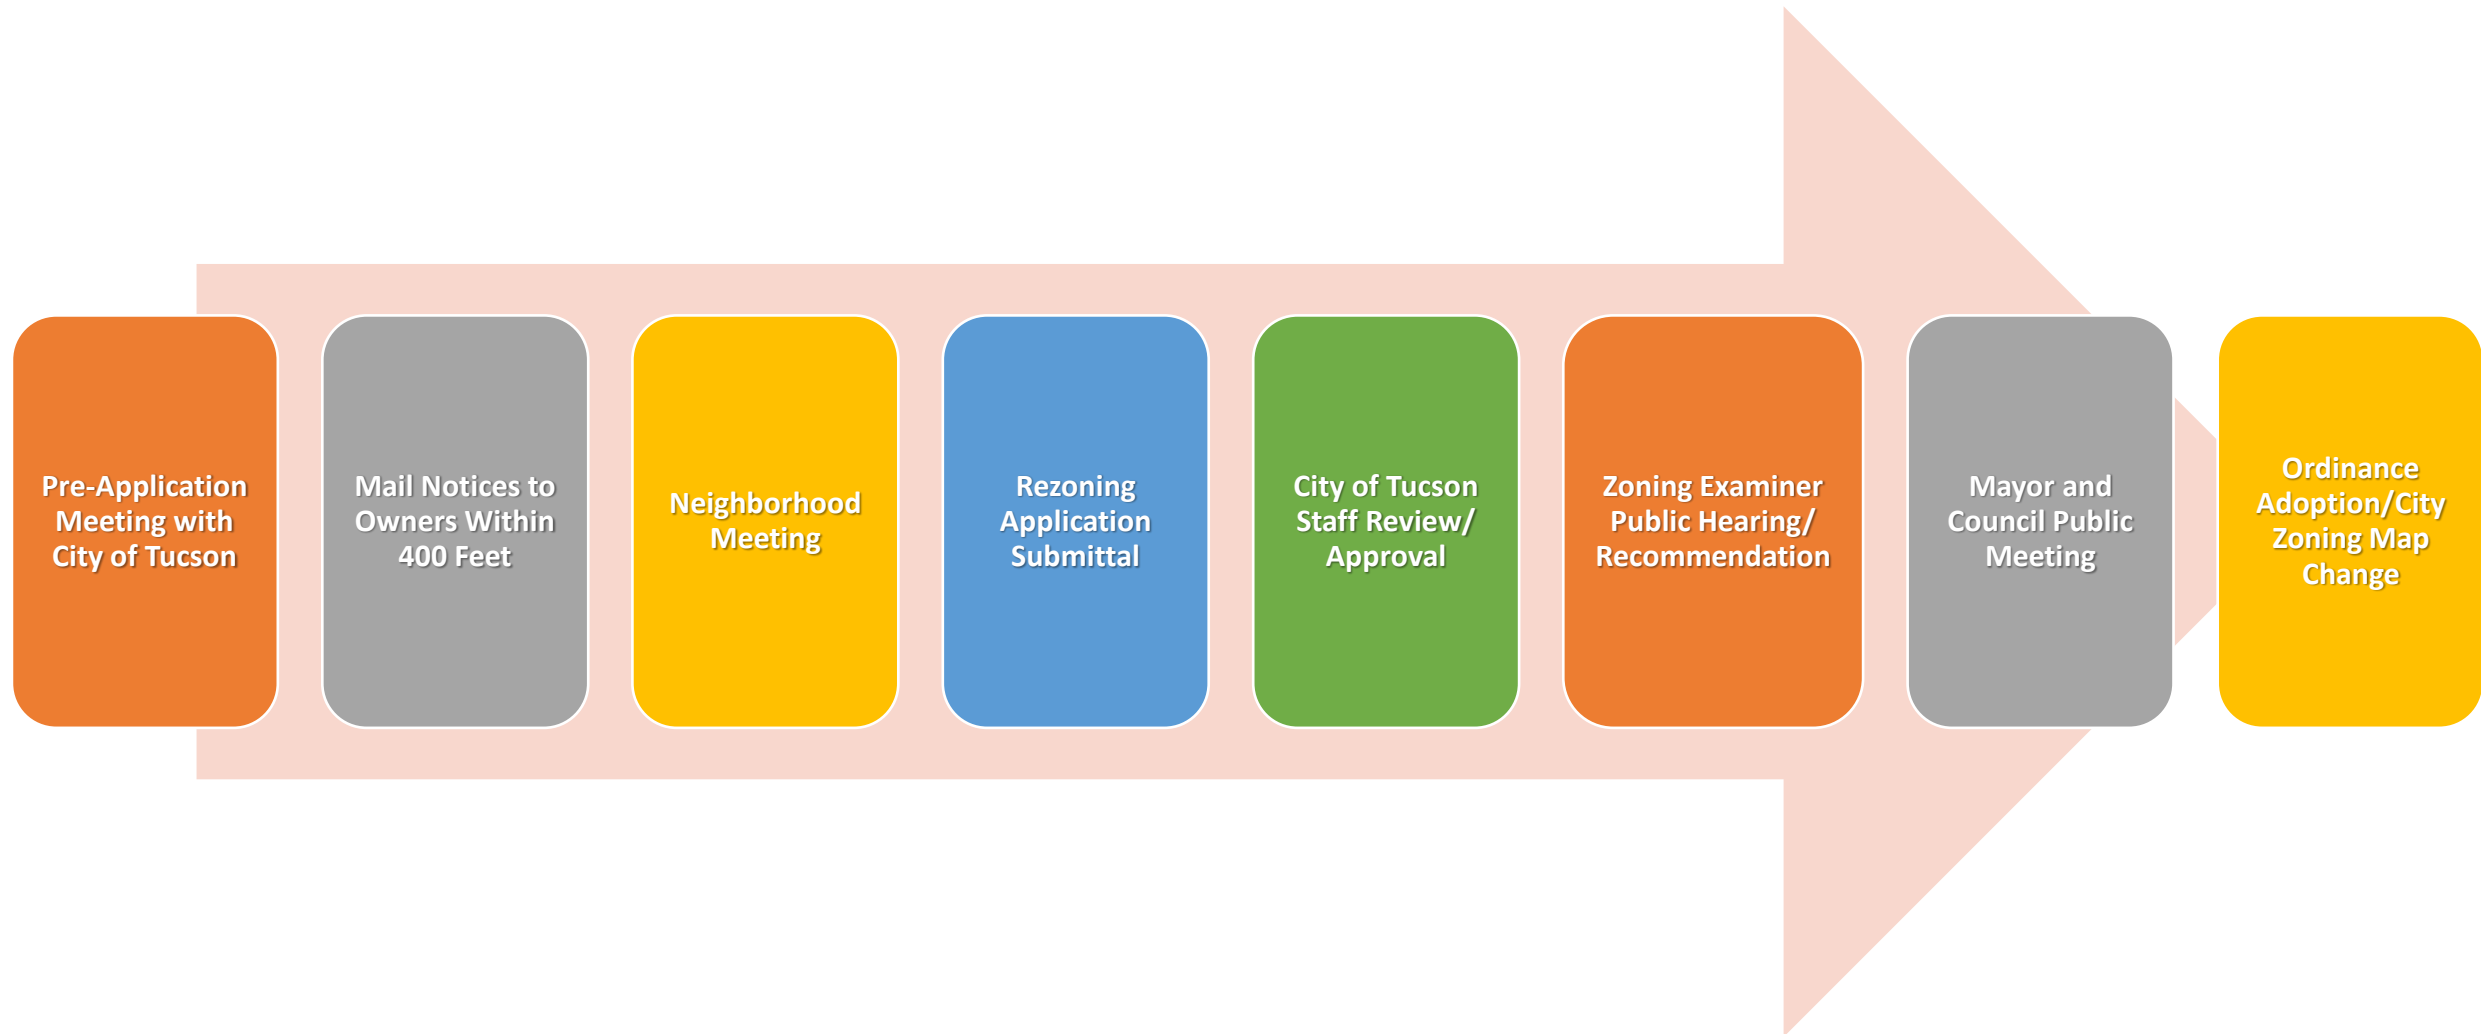 Pre-Application
Meeting with
City of Tucson
Mail Notices to
Owners Within
400 Feet
Neighborhood
Meeting
Rezoning
Application
Submittal
City of Tucson
Staff Review/
Approval
Zoning Examiner
Public Hearing/
Recommendation
Mayor and
Council Public
Meeting
Ordinance
Adoption/City
Zoning Map
Change